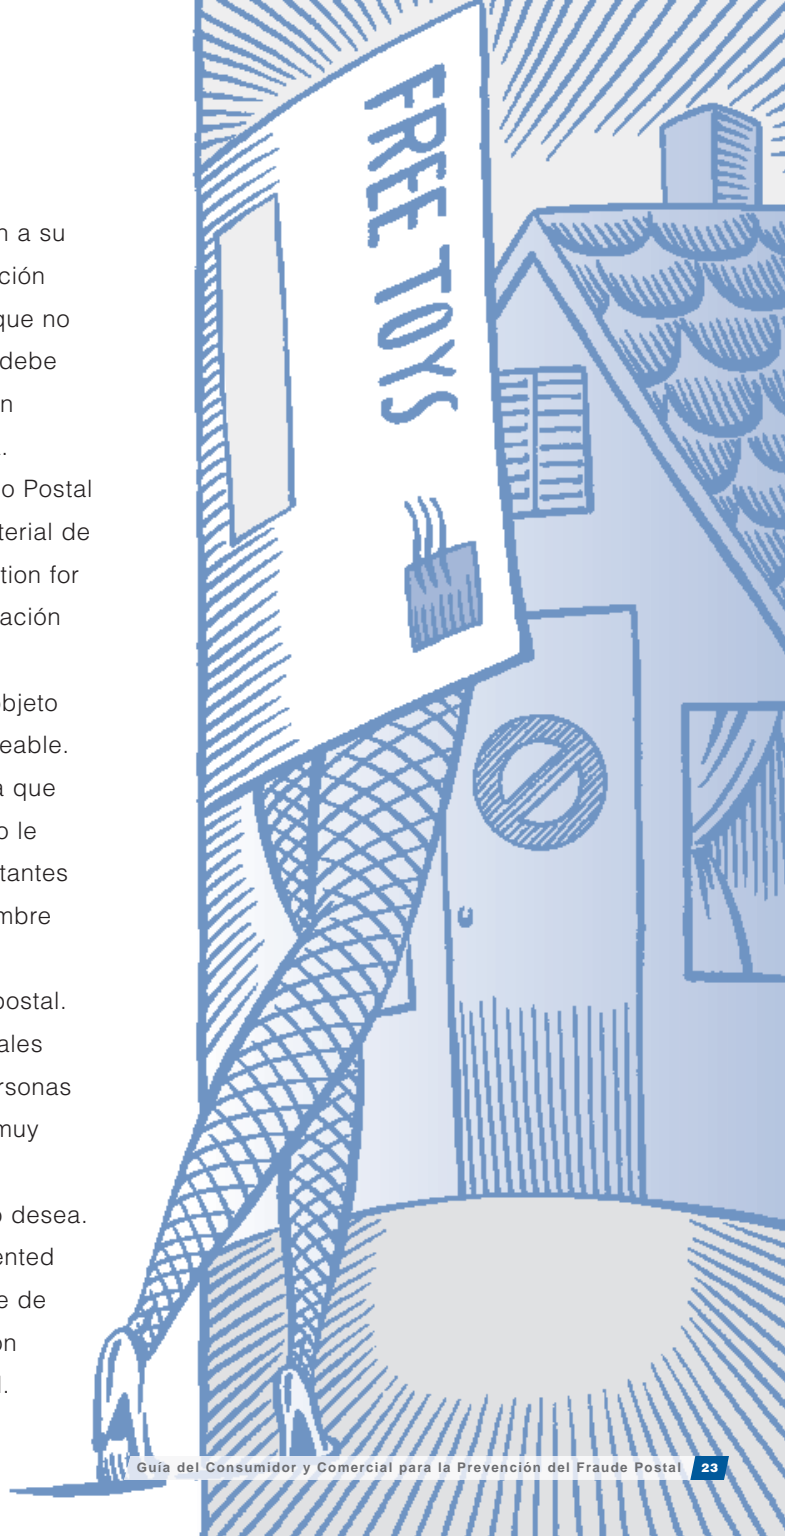 n a su
ción
que no
debe
n
.
o Postal
terial de
tion for
ación
bjeto
eable.
a que
o le
tantes
mbre
postal.
ales
rsonas
muy
o desea.
ented
e de
on
l.
FREE TOYS
Guía del Consumidor y Comercial para la Prevención del Fraude Postal 23